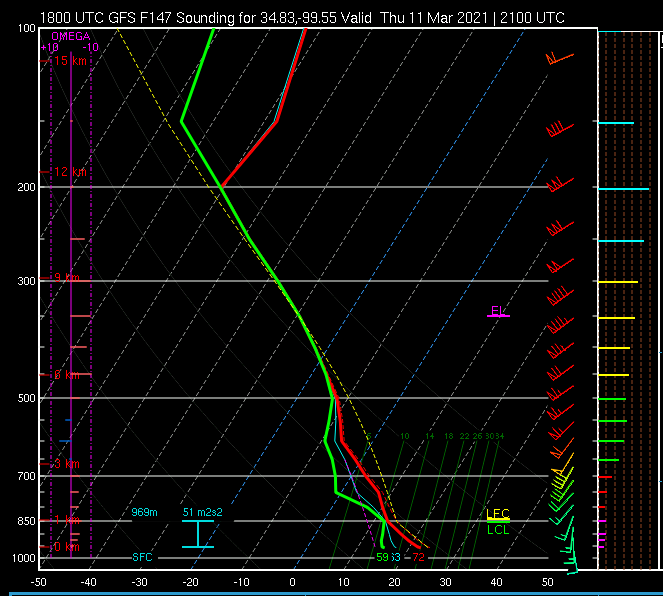 1800 UTC GFS F147 Sounding for 34.83,-99.55 Valid Thu 11 Mar 2021 | 2100 UTC
100
OMEGA
+10 -10
15 km
12 km
200
9 km
300
EL
6 km
500
10 14 18 22 26 30 34
3 km
700
969m 51 m2s2
LFC
850
1 km
LCL
0 km
1000
SFC
59 63 72
-50 -40 -30 -20 -10 0 10 20 30 40 50